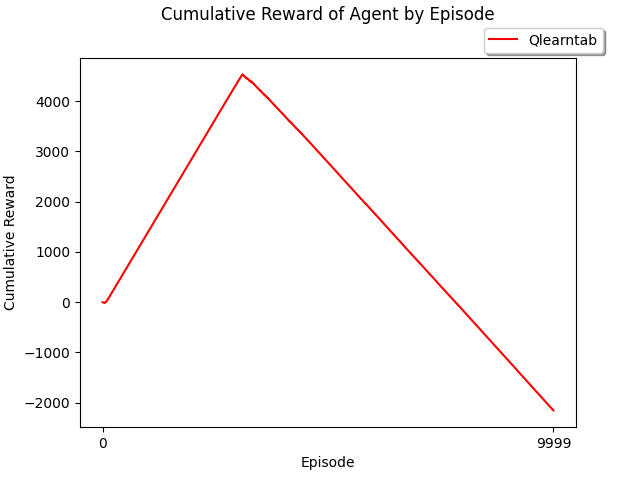 Cumulative Reward of Agent by Episode
Qlearntab
4000
3000
2000
1000
0
−1000
−2000
Cumulative Reward
0
9999
Episode